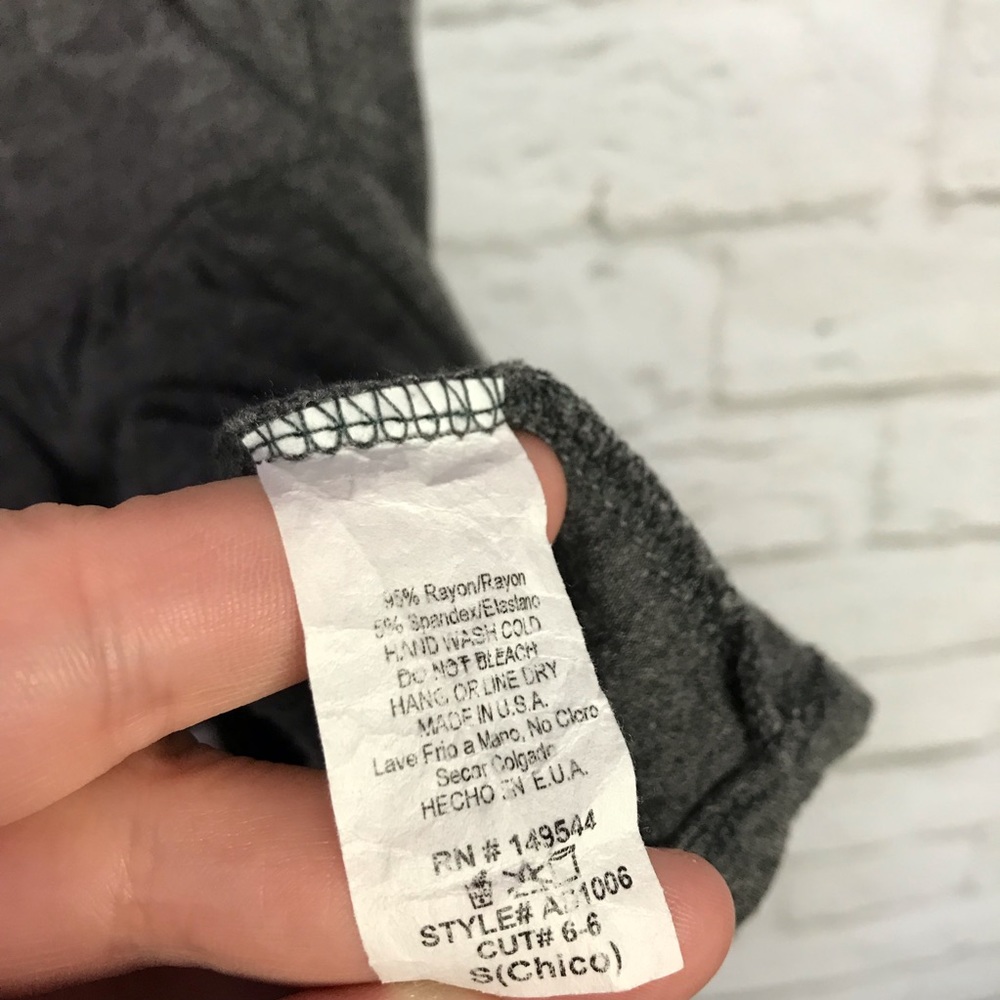 95% Rayon/Rayon
5% Spandex/Elastano
HAND WASH COLD
DO NOT BLEACH
HANG OR LINE DRY
MADE IN U.S.A.
Lave Frio a Mano, No Cloro
Secar Colgado
HECHO EN E.U.A.
RN # 149544
STYLE#
CUT# 6-6
S(Chico)